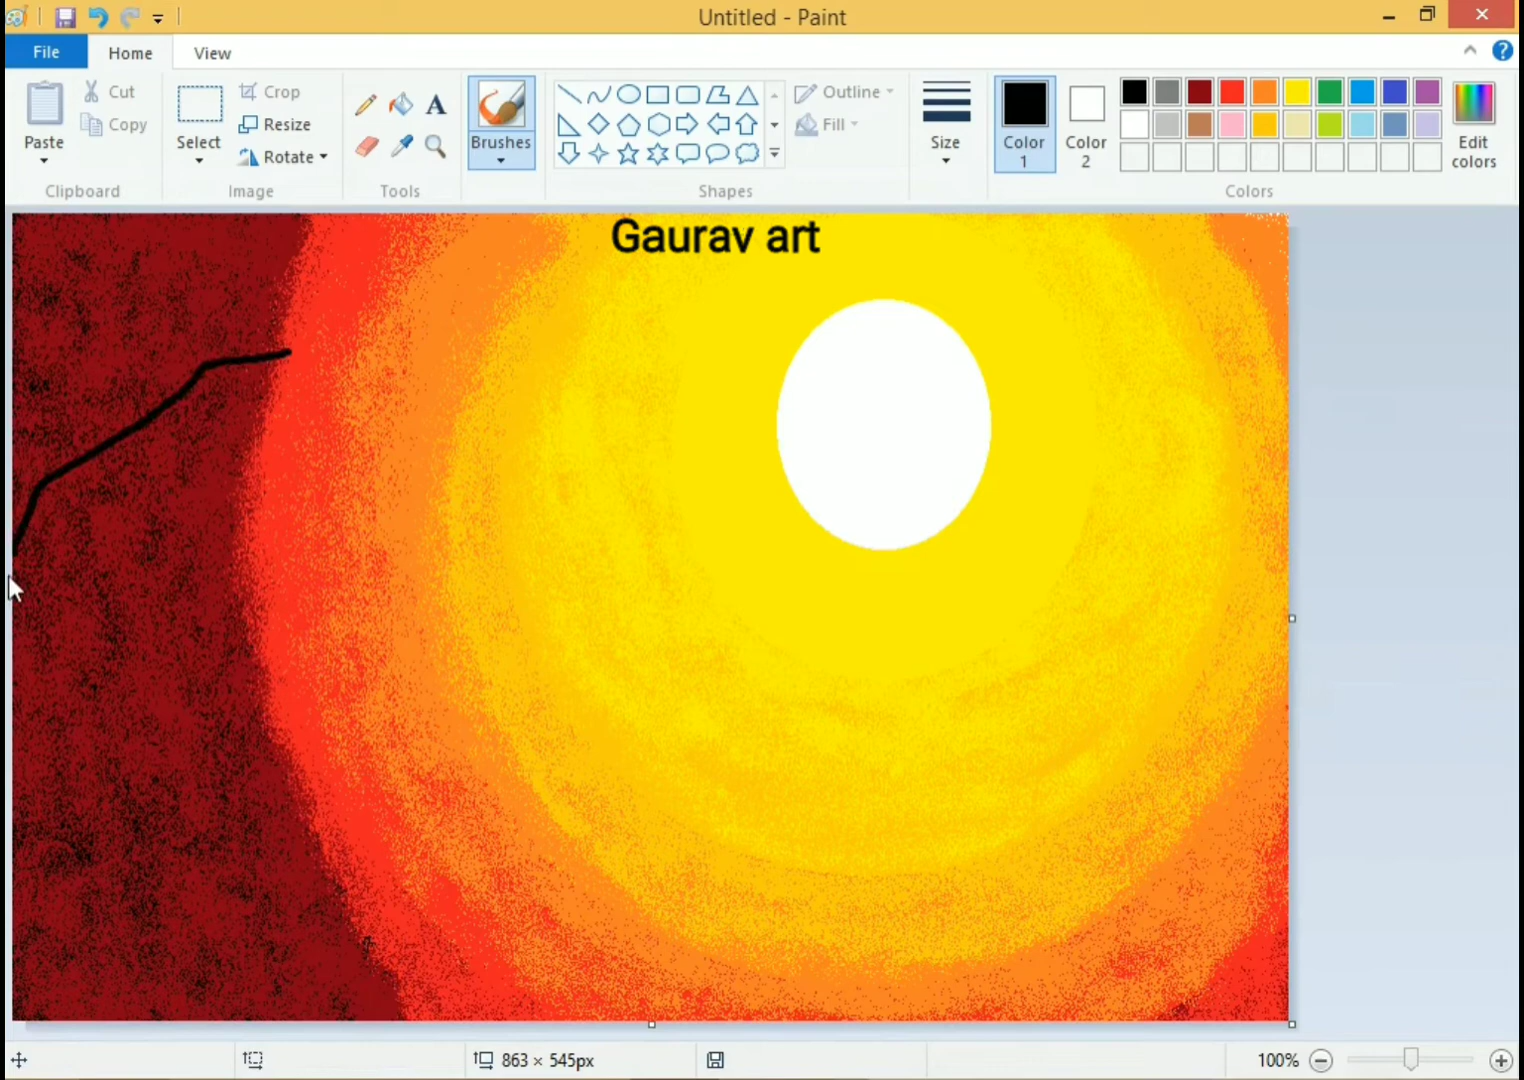 Untitled - Paint
File Home View
Paste Cut Copy Select Crop Resize Rotate A Brushes Outline Fill Size Color 1 Color 2 Edit colors
Clipboard Image Tools Shapes Colors
Gaurav art
863 × 545px 100%